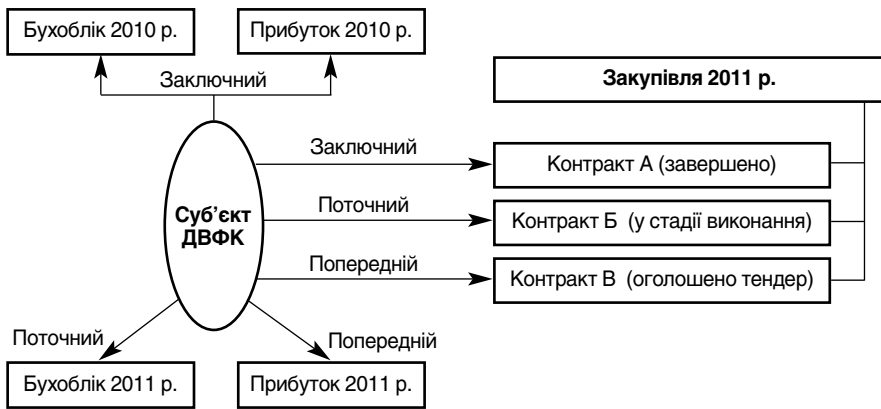 Бухоблік 2010 р.
Прибуток 2010 р.
Заключний
Закупівля 2011 р.
Заключний
Контракт А (завершено)
Суб’єкт
ДВФК
Поточний
Контракт Б (у стадії виконання)
Попередній
Контракт В (оголошено тендер)
Поточний
Попередній
Бухоблік 2011 р.
Прибуток 2011 р.